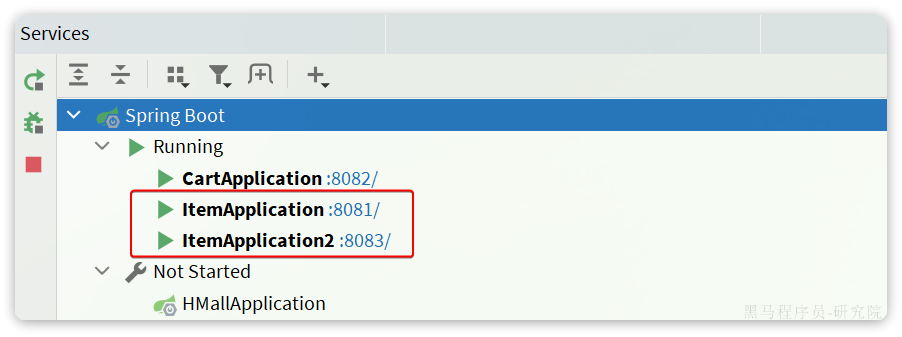 Services
Spring Boot
Running
CartApplication :8082/
ItemApplication :8081/
ItemApplication2 :8083/
Not Started
HMallApplication
黑马程序员-研究院